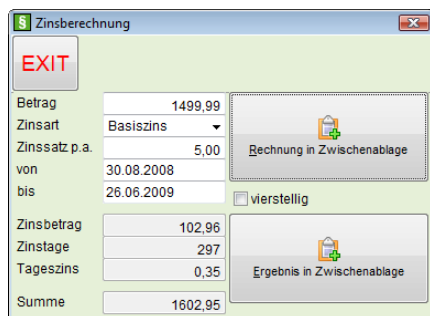 § Zinsberechnung
EXIT
Betrag 1499,99
Zinsart Basiszins
Zinssatz p.a. 5,00
Rechnung in Zwischenablage
von 30.08.2008
bis 26.06.2009
vierstellig
Zinsbetrag 102,96
Zinstage 297
Tageszins 0,35
Ergebnis in Zwischenablage
Summe 1602,95